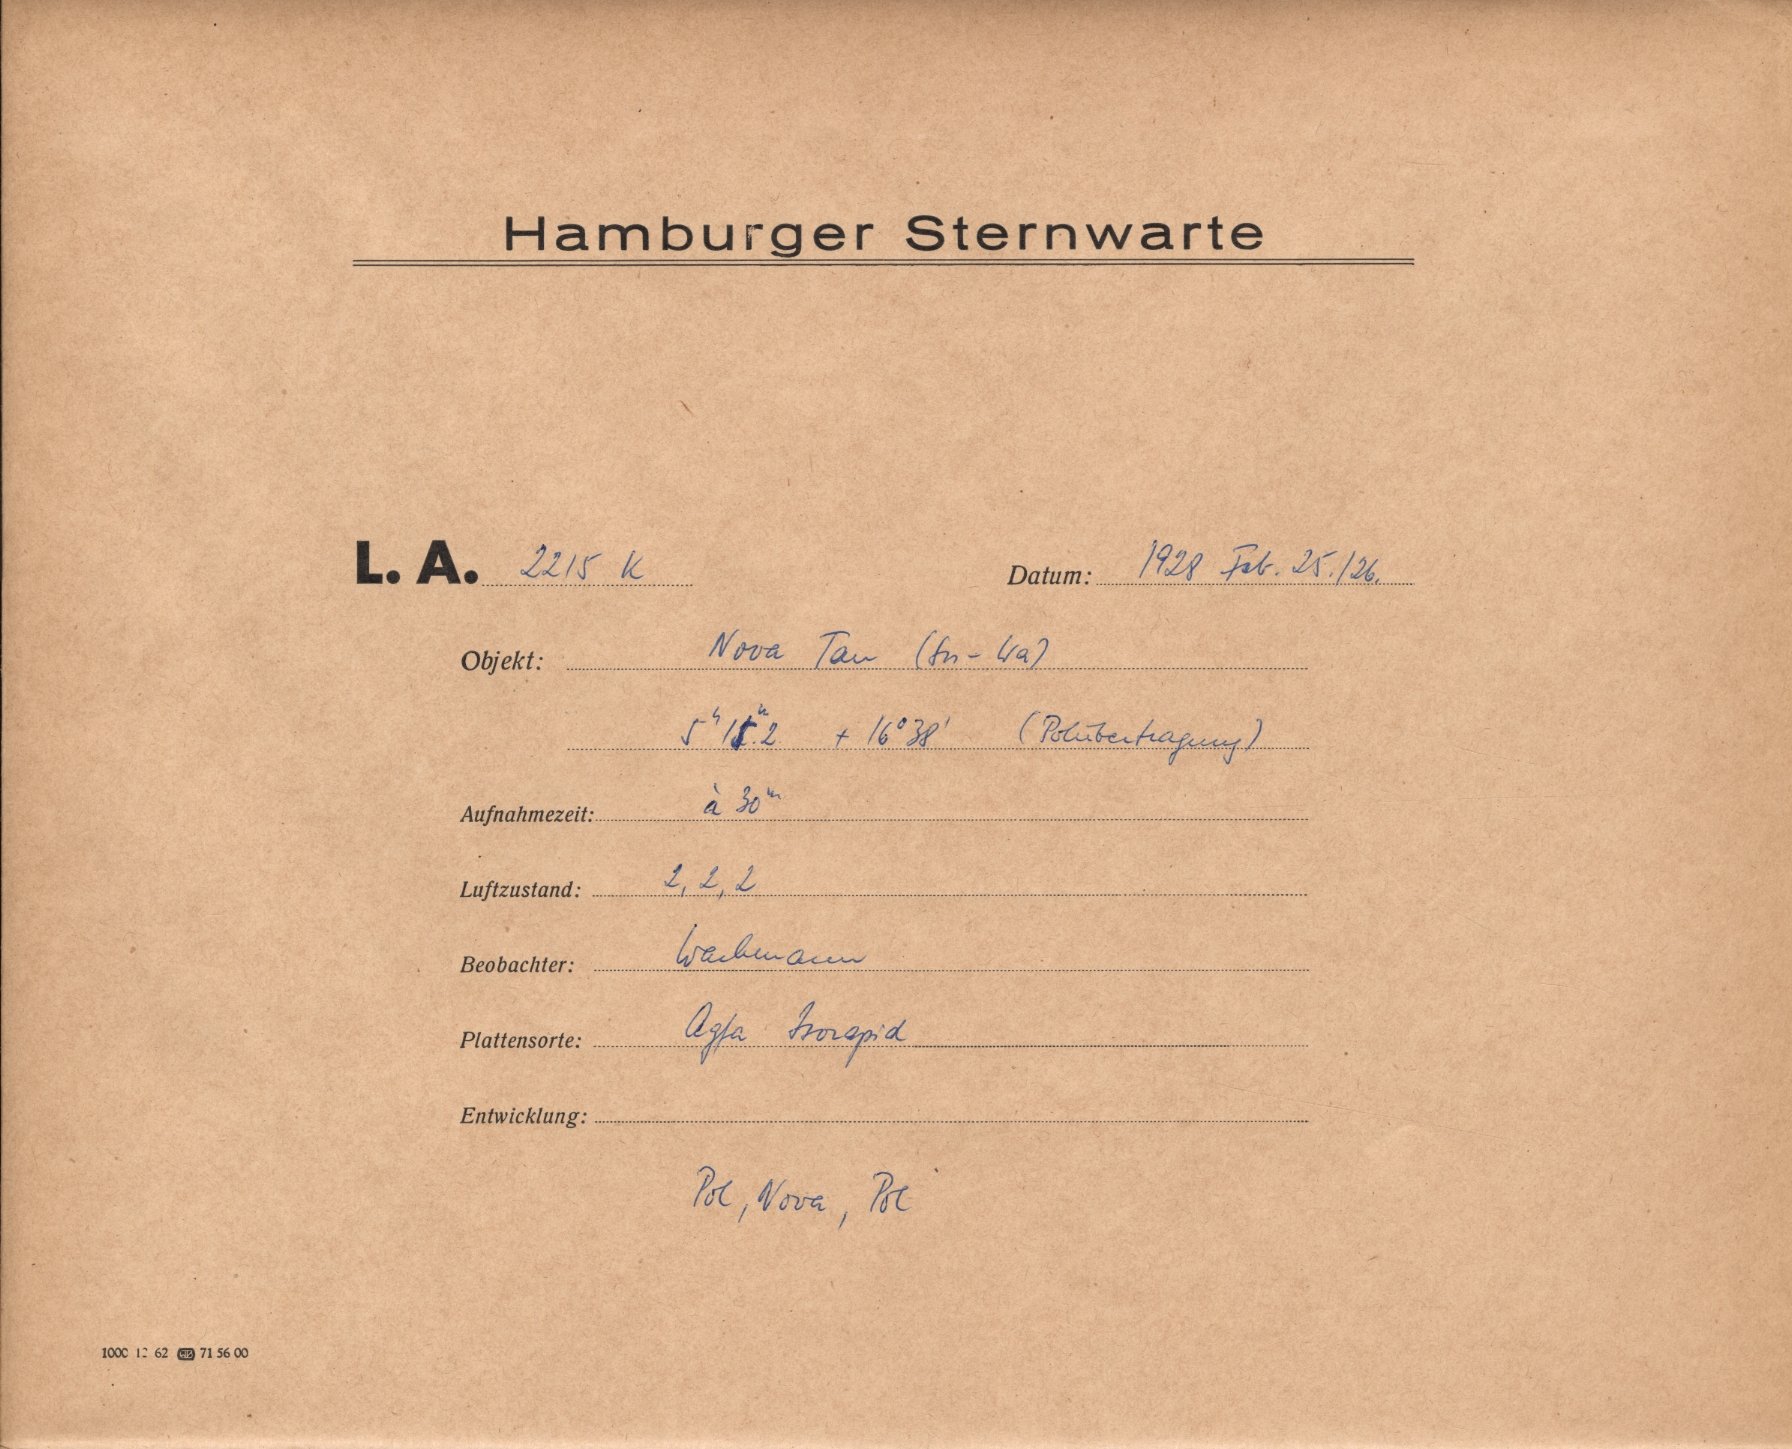 Hamburger Sternwarte
L. A. 2215 K
Datum: 1928 Feb. 25./26.
Objekt: Nova Tau (Sn-Wa)
5ʰ 15ᵐ.2 + 16° 38' (Polübertragung)
Aufnahmezeit: à 30ᵐ
Luftzustand: 2, 2, 2
Beobachter: Wachmann
Plattensorte: Agfa Isorapid
Entwicklung:
Pol, Nova, Pol
62 71 56 00